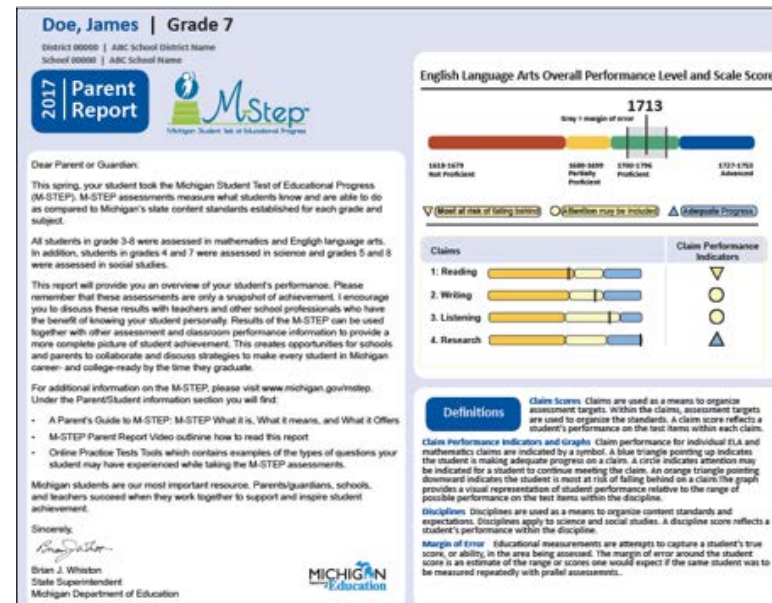 Doe, James | Grade 7
District 00000 | ABC School District Name
School 00000 | ABC School Name
2017
Parent
Report
M-Step
Michigan Student Test of Educational Progress
Dear Parent or Guardian:
This spring, your student took the Michigan Student Test of Educational Progress
(M-STEP). M-STEP assessments measure what students know and are able to do
as compared to Michigan's state content standards established for each grade and
subject.
All students in grade 3-8 were assessed in mathematics and Engligh language arts.
In addition, students in grades 4 and 7 were assessed in science and grades 5 and 8
were assessed in social studies.
This report will provide you an overview of your student's performance. Please
remember that these assessments are only a snapshot of achievement. I encourage
you to discuss these results with teachers and other school professionals who have
the benefit of knowing your student personally. Results of the M-STEP can be used
together with other assessment and classroom performance information to provide a
more complete picture of student achievement. This creates opportunities for schools
and parents to collaborate and discuss strategies to make every student in Michigan
career- and college-ready by the time they graduate.
For additional information on the M-STEP, please visit www.michigan.gov/mstep.
Under the Parent/Student information section you will find:
• A Parent's Guide to M-STEP: M-STEP What it is, What it means, and What it Offers
• M-STEP Parent Report Video outlinine how to read this report
• Online Practice Tests Tools which contains examples of the types of questions your
student may have experienced while taking the M-STEP assessments.
Michigan students are our most important resource. Parents/guardians, schools,
and teachers succeed when they work together to support and inspire student
achievement.
Sincerely,
Brian J. Whiston
State Superintendent
Michigan Department of Education
MICHIGAN
Education
English Language Arts Overall Performance Level and Scale Score
1713
Gray = margin of error
1618-1679
Not Proficient
1680-1699
Partially
Proficient
1700-1796
Proficient
1727-1753
Advanced
Most at risk of falling behind
Attention may be included
Adequate Progress
Claims
Claim Performance
Indicators
1: Reading
2. Writing
3. Listening
4. Research
Definitions
Claim Scores Claims are used as a means to organize
assessment targets. Within the claims, assessment targets
are used to organize the standards. A claim score reflects a
student's performance on the test items within each claim.
Claim Performance Indicators and Graphs Claim performance for individual ELA and
mathematics claims are indicated by a symbol. A blue triangle pointing up indicates
the student is making adequate progress on a claim. A circle indicates attention may
be indicated for a student to continue meeting the claim. An orange triangle pointing
downward indicates the student is most at risk of falling behind on a claim.The graph
provides a visual representation of student performance relative to the range of
possible performance on the test items within the discipline.
Disciplines Disciplines are used as a means to organize content standards and
expectations. Disciplines apply to science and social studies. A discipline score reflects a
student's performance within the discipline.
Margin of Error Educational measurements are attempts to capture a student's true
score, or ability, in the area being assessed. The margin of error around the student
score is an estimate of the range or scores one would expect if the same student was to
be measured repeatedly with prallel assessemnts..